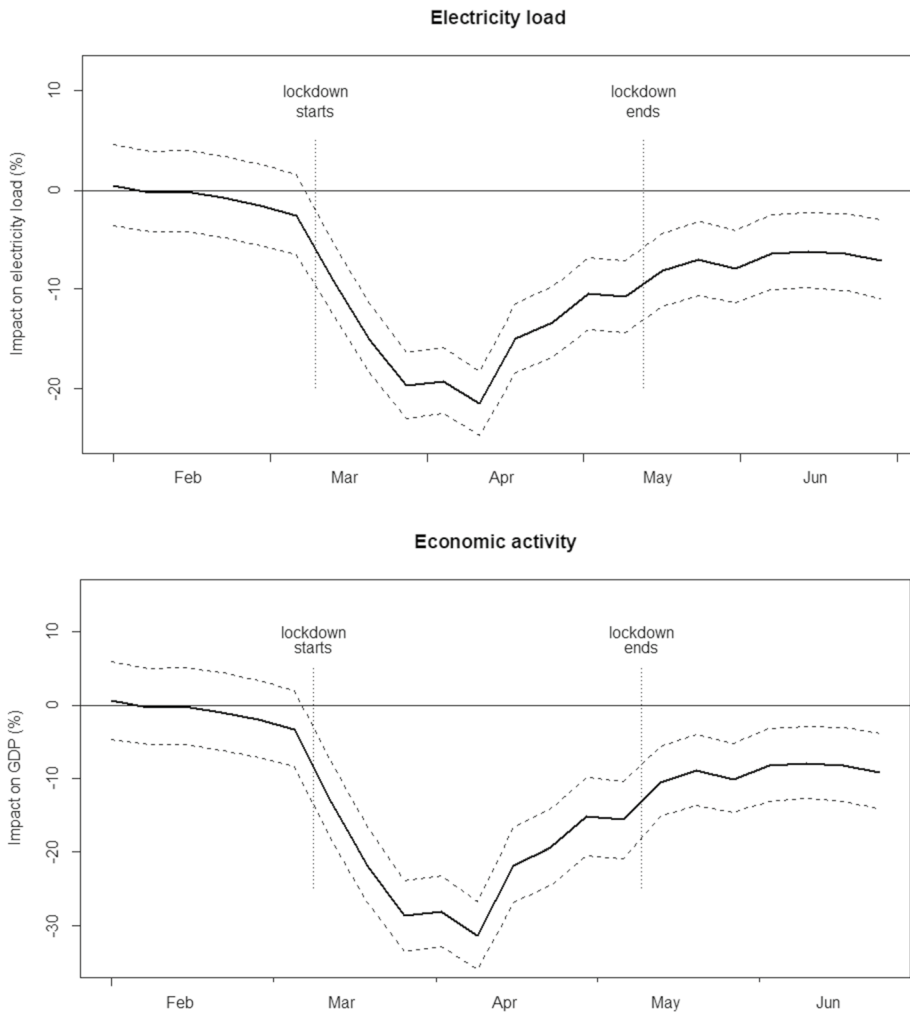 Electricity load
Impact on electricity load (%)
10
0
-10
-20
lockdown
starts
lockdown
ends
Feb
Mar
Apr
May
Jun
Economic activity
Impact on GDP (%)
10
0
-10
-20
-30
lockdown
starts
lockdown
ends
Feb
Mar
Apr
May
Jun